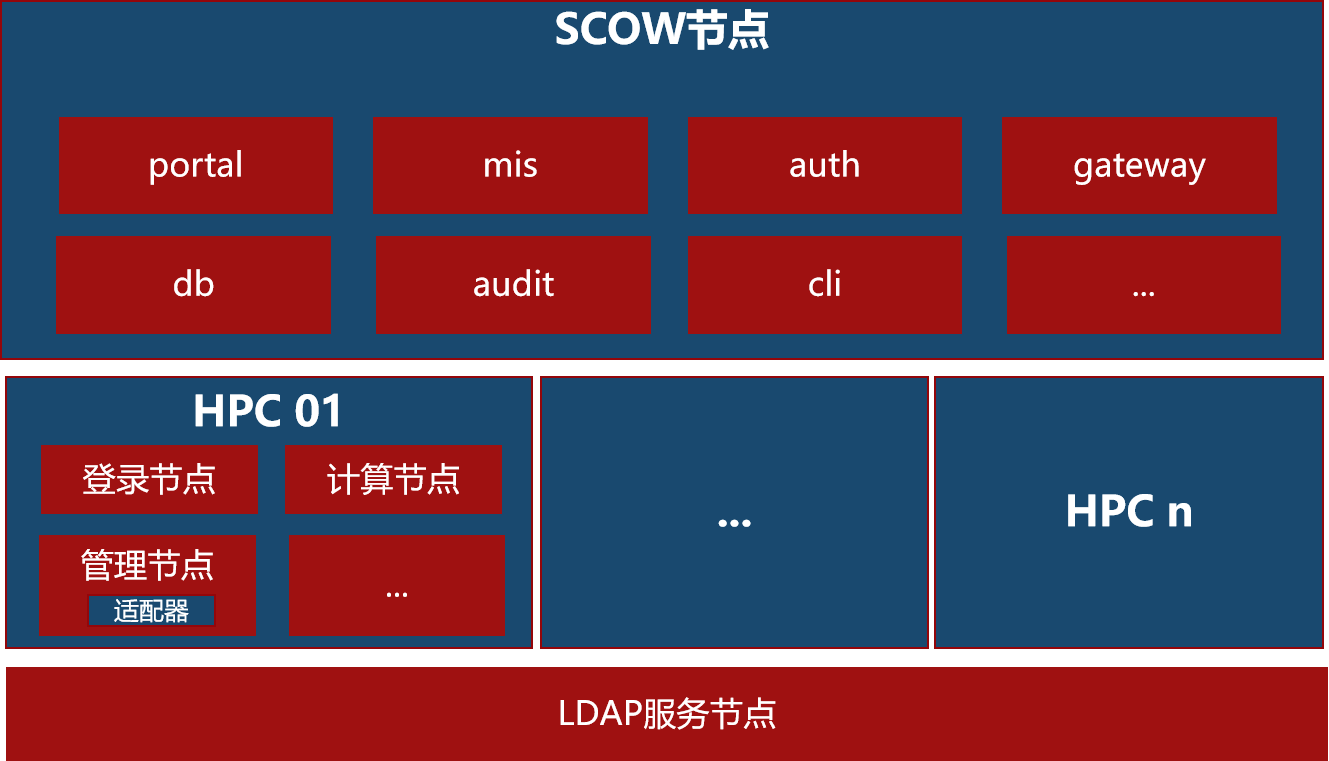 SCOW节点
portal
mis
auth
gateway
db
audit
cli
...
HPC 01
登录节点
计算节点
管理节点
适配器
...
...
HPC n
LDAP服务节点